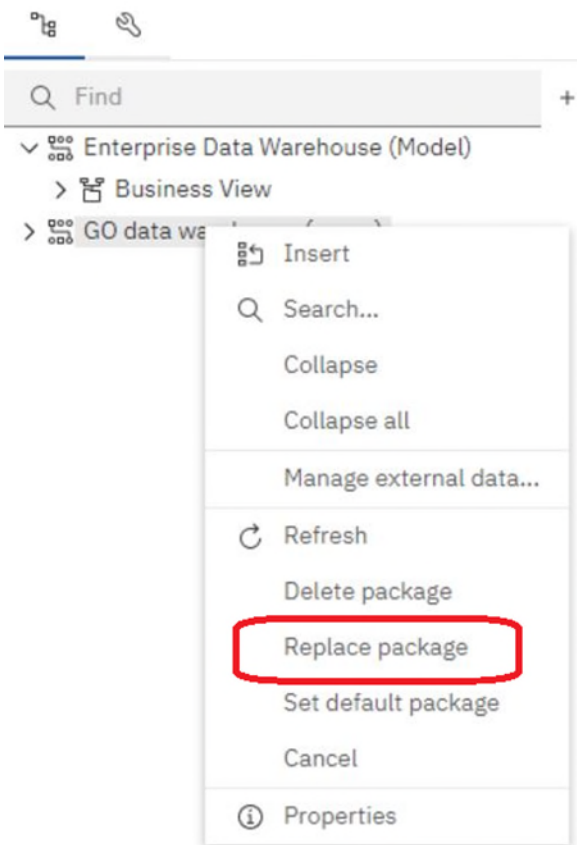 Find
+
Enterprise Data Warehouse (Model)
Business View
GO data wa
Insert
Search...
Collapse
Collapse all
Manage external data...
Refresh
Delete package
Replace package
Set default package
Cancel
Properties